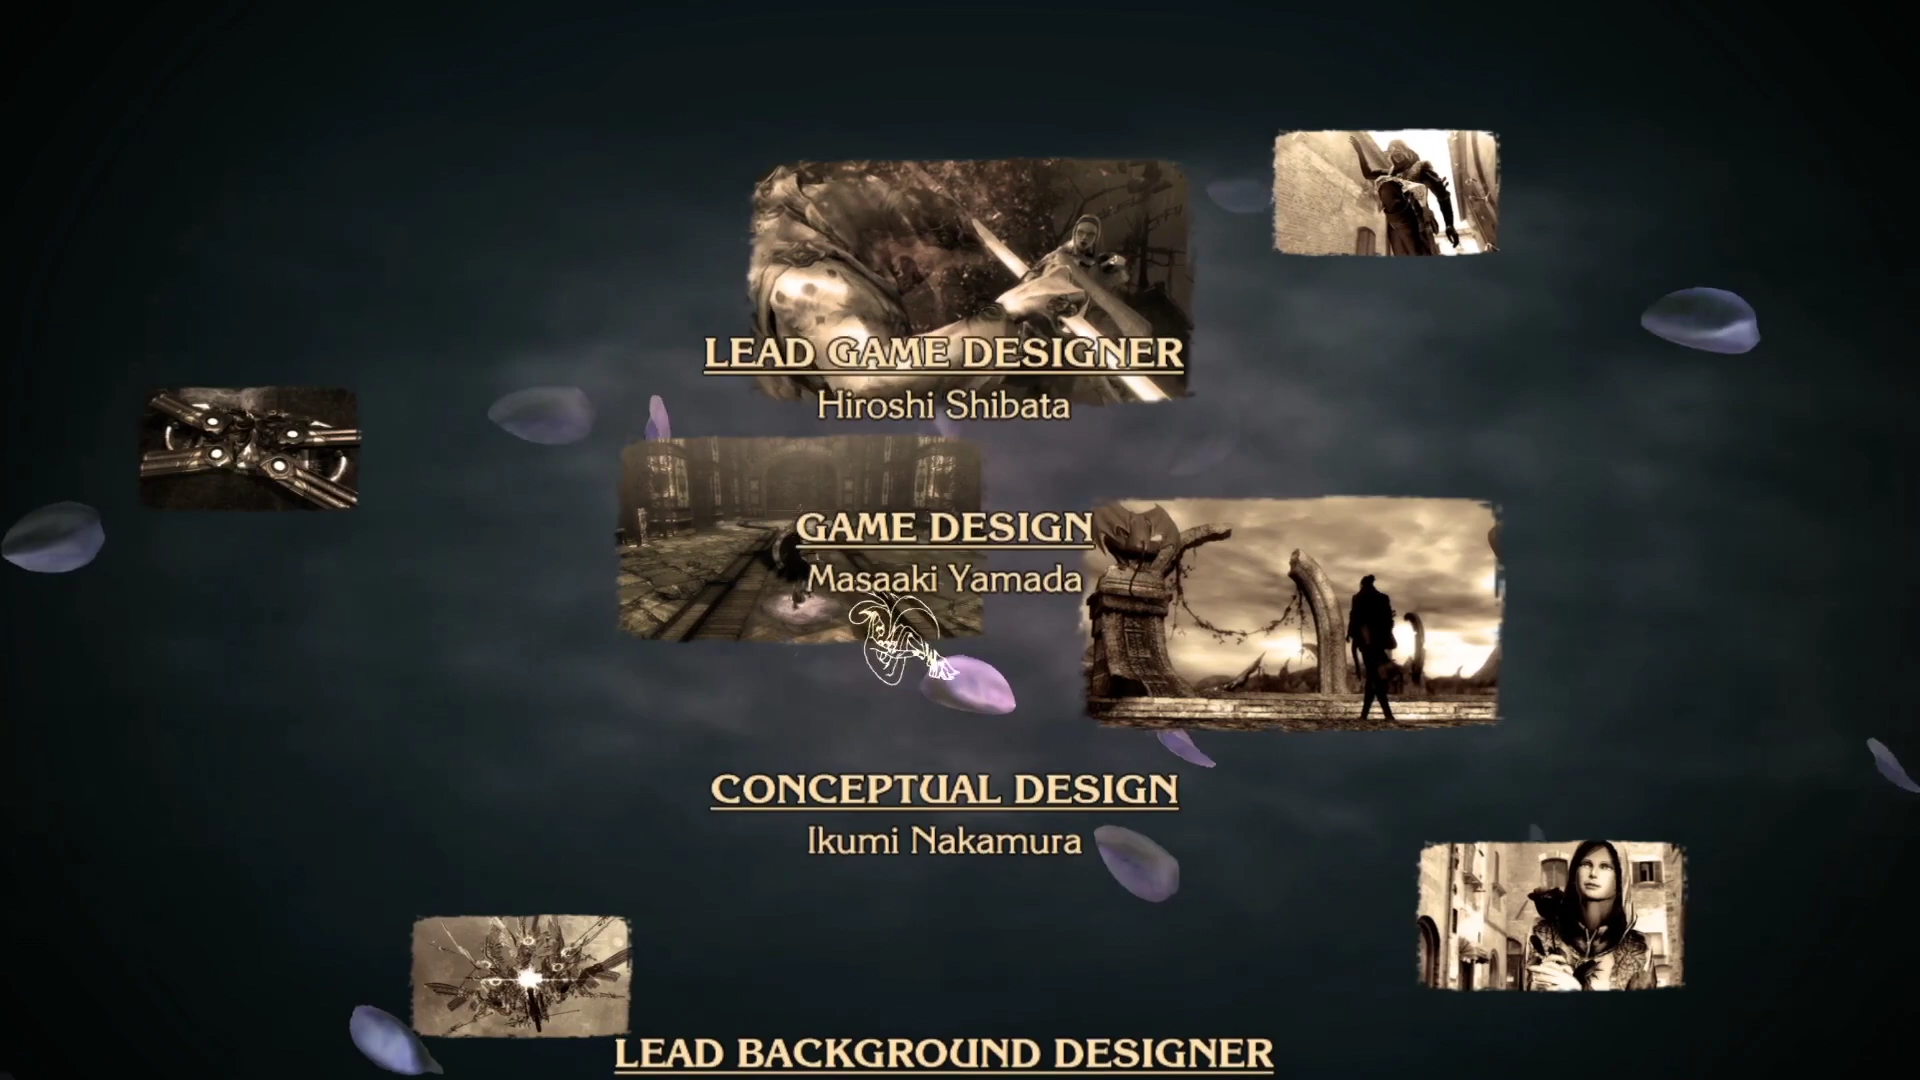 LEAD GAME DESIGNER
Hiroshi Shibata
GAME DESIGN
Masaaki Yamada
CONCEPTUAL DESIGN
Ikumi Nakamura
LEAD BACKGROUND DESIGNER